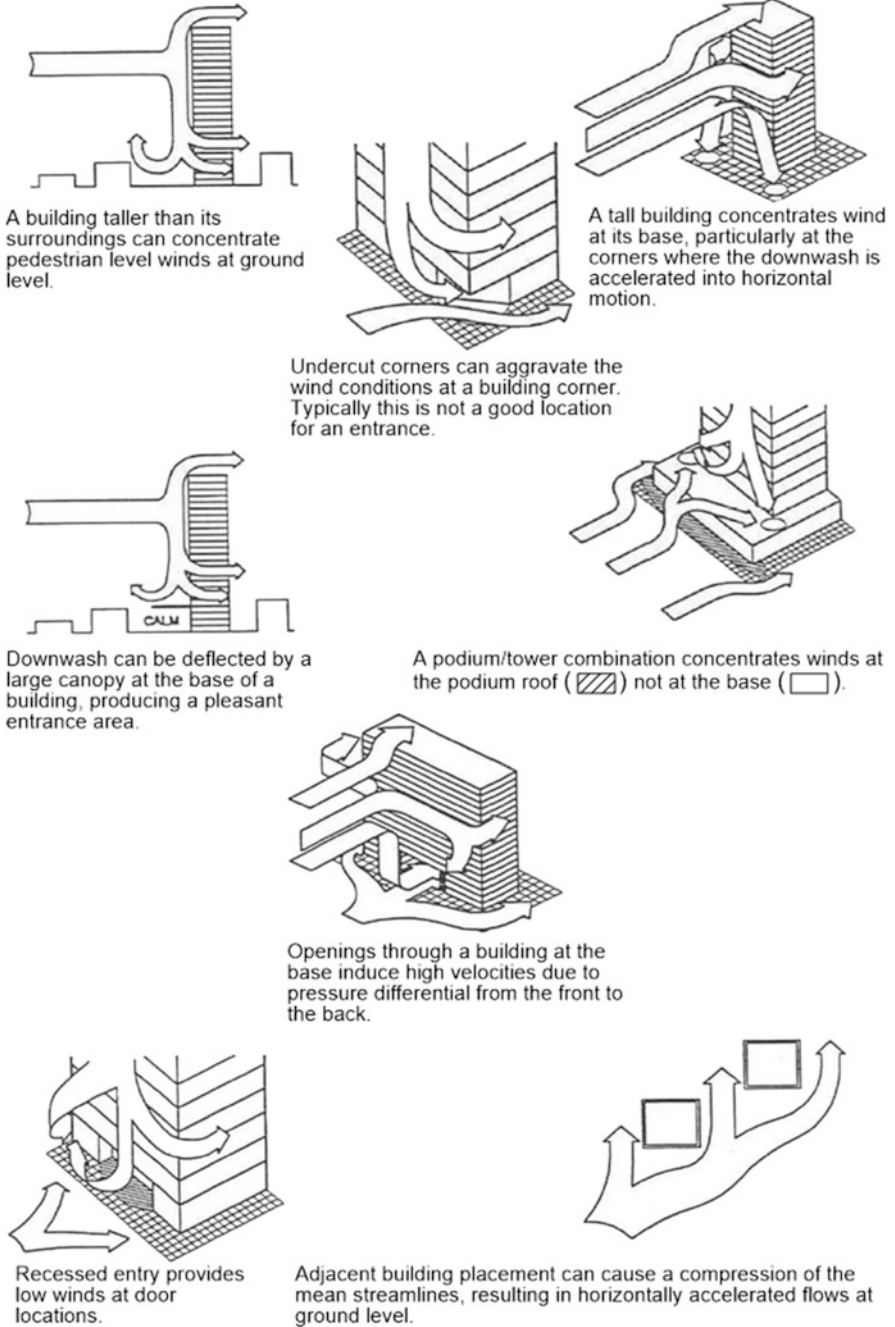 A building taller than its
surroundings can concentrate
pedestrian level winds at ground
level.
A tall building concentrates wind
at its base, particularly at the
corners where the downwash is
accelerated into horizontal
motion.
Undercut corners can aggravate the
wind conditions at a building corner.
Typically this is not a good location
for an entrance.
CALM
Downwash can be deflected by a
large canopy at the base of a
building, producing a pleasant
entrance area.
A podium/tower combination concentrates winds at
the podium roof ( ) not at the base ( ).
Openings through a building at the
base induce high velocities due to
pressure differential from the front to
the back.
Recessed entry provides
low winds at door
locations.
Adjacent building placement can cause a compression of the
mean streamlines, resulting in horizontally accelerated flows at
ground level.